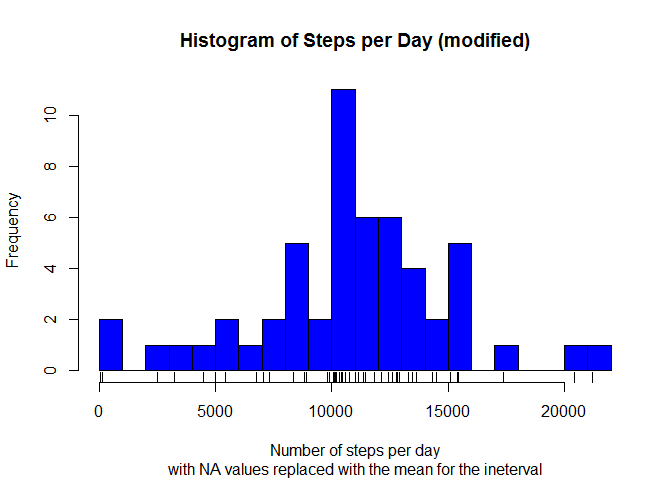 Histogram of Steps per Day (modified)
Frequency
10
8
6
4
2
0
0 5000 10000 15000 20000
Number of steps per day
with NA values replaced with the mean for the ineterval